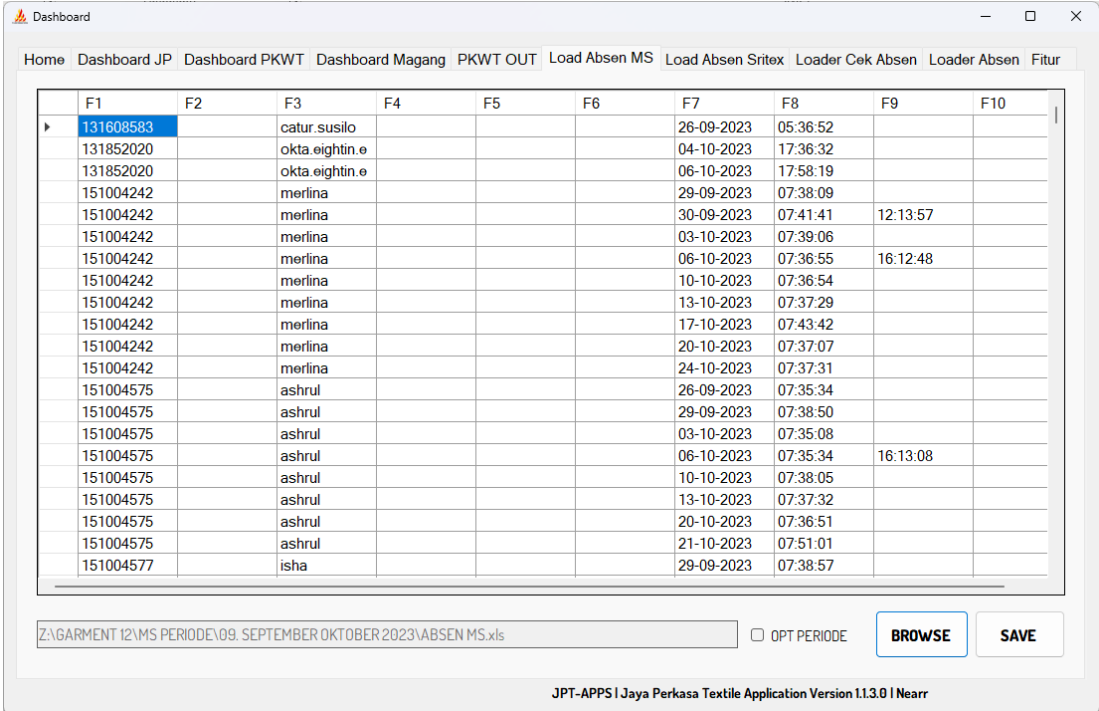 Dashboard
Home Dashboard JP Dashboard PKWT Dashboard Magang PKWT OUT Load Absen MS Load Absen Sritex Loader Cek Absen Loader Absen Fitur
F1 F2 F3 F4 F5 F6 F7 F8 F9 F10
131608583 catur.susilo 26-09-2023 05:36:52
131852020 okta.eightin.e 04-10-2023 17:36:32
131852020 okta.eightin.e 06-10-2023 17:58:19
151004242 merlina 29-09-2023 07:38:09
151004242 merlina 30-09-2023 07:41:41 12:13:57
151004242 merlina 03-10-2023 07:39:06
151004242 merlina 06-10-2023 07:36:55 16:12:48
151004242 merlina 10-10-2023 07:36:54
151004242 merlina 13-10-2023 07:37:29
151004242 merlina 17-10-2023 07:43:42
151004242 merlina 20-10-2023 07:37:07
151004242 merlina 24-10-2023 07:37:31
151004575 ashrul 26-09-2023 07:35:34
151004575 ashrul 29-09-2023 07:38:50
151004575 ashrul 03-10-2023 07:35:08
151004575 ashrul 06-10-2023 07:35:34 16:13:08
151004575 ashrul 10-10-2023 07:38:05
151004575 ashrul 13-10-2023 07:37:32
151004575 ashrul 20-10-2023 07:36:51
151004575 ashrul 21-10-2023 07:51:01
151004577 isha 29-09-2023 07:38:57
Z:\GARMENT 12\MS PERIODE\09. SEPTEMBER OKTOBER 2023\ABSEN MS.xls OPT PERIODE BROWSE SAVE
JPT-APPS | Jaya Perkasa Textile Application Version 1.1.3.0 | Nearr